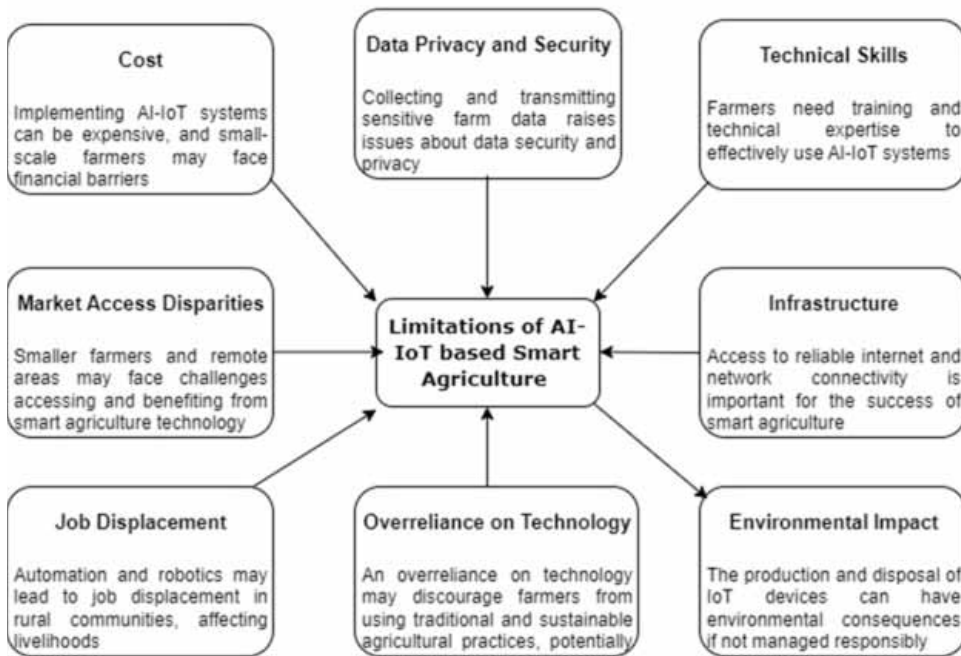 Cost
Implementing AI-IoT systems
can be expensive, and small-
scale farmers may face
financial barriers
Data Privacy and Security
Collecting and transmitting
sensitive farm data raises
issues about data security and
privacy
Technical Skills
Farmers need training and
technical expertise to
effectively use AI-IoT systems
Market Access Disparities
Smaller farmers and remote
areas may face challenges
accessing and benefiting from
smart agriculture technology
Limitations of AI-
IoT based Smart
Agriculture
Infrastructure
Access to reliable internet and
network connectivity is
important for the success of
smart agriculture
Job Displacement
Automation and robotics may
lead to job displacement in
rural communities, affecting
livelihoods
Overreliance on Technology
An overreliance on technology
may discourage farmers from
using traditional and sustainable
agricultural practices, potentially
Environmental Impact
The production and disposal of
IoT devices can have
environmental consequences
if not managed responsibly